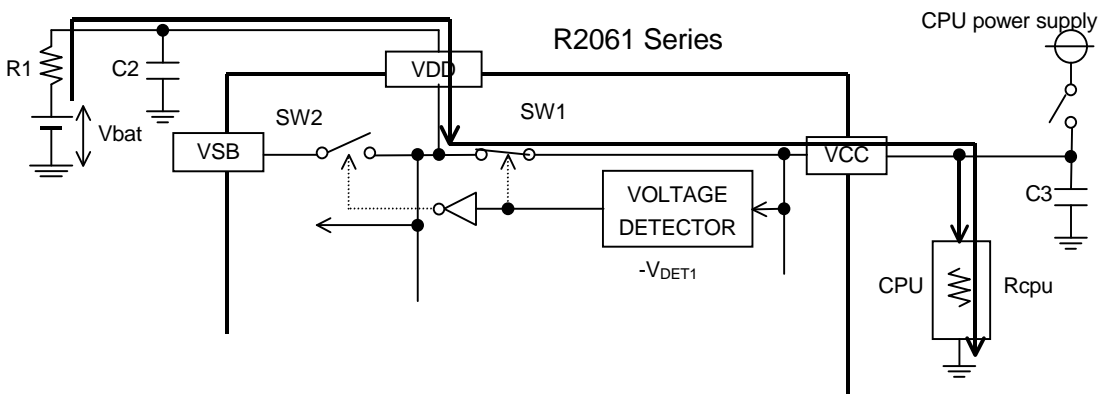 CPU power supply
R2061 Series
R1
C2
VDD
Vbat
SW2
SW1
VSB
VCC
VOLTAGE
DETECTOR
-VDET1
C3
CPU
Rcpu